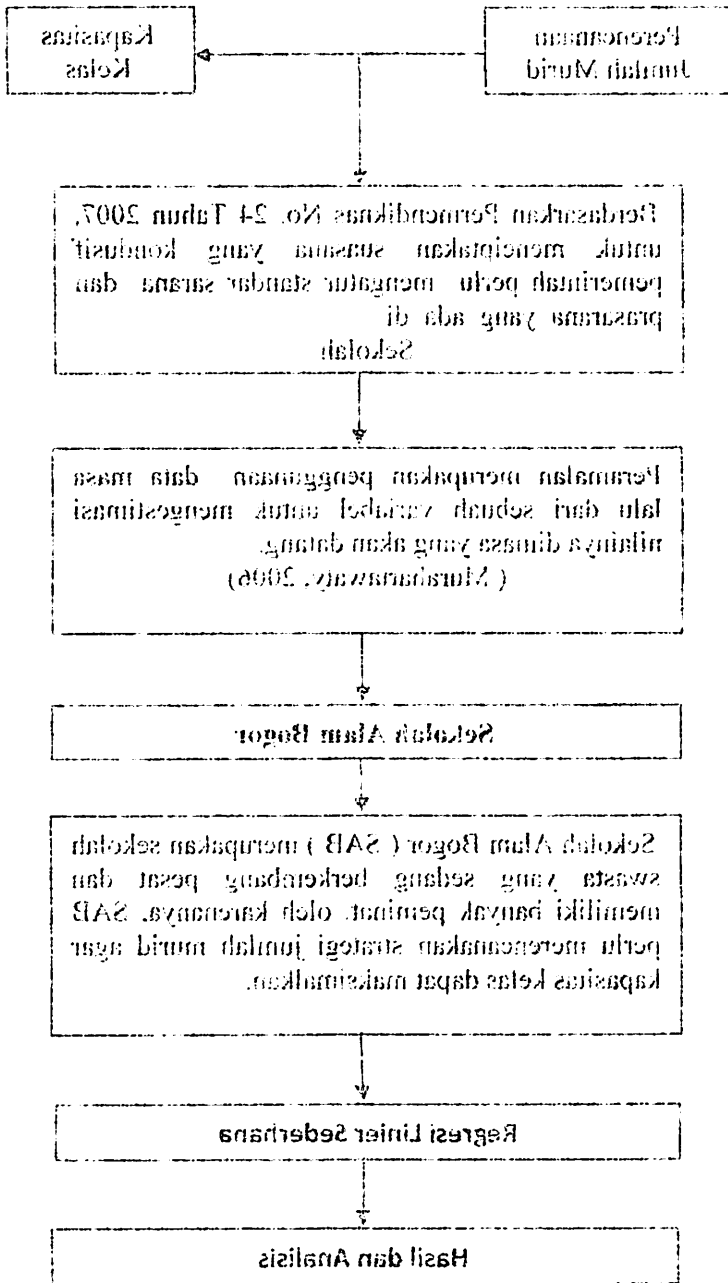 Perencanaan
Jumlah Murid
Kapasitas
Kelas
Berdasarkan Permendiknas No. 24 Tahun 2007,
untuk menciptakan suasana yang kondusif
pemerintah perlu mengatur standar sarana dan
prasarana yang ada di
Sekolah
Peramalan merupakan penggunaan data masa
lalu dari sebuah variabel untuk mengestimasi
nilainya dimasa yang akan datang.
( Murahartawaty, 2006)
Sekolah Alam Bogor
Sekolah Alam Bogor ( SAB ) merupakan sekolah
swasta yang sedang berkembang pesat dan
memiliki banyak peminat. oleh karenanya, SAB
perlu merencanakan strategi jumlah murid agar
kapasitas kelas dapat maksimalkan.
Regresi Linier Sederhana
Hasil dan Analisis